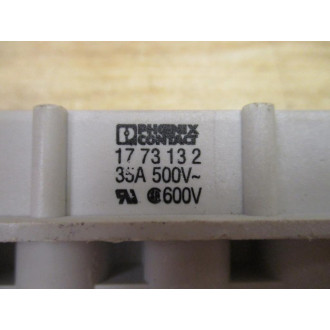 PHOENIX
CONTACT
17 73 13 2
35A 500V~
600V